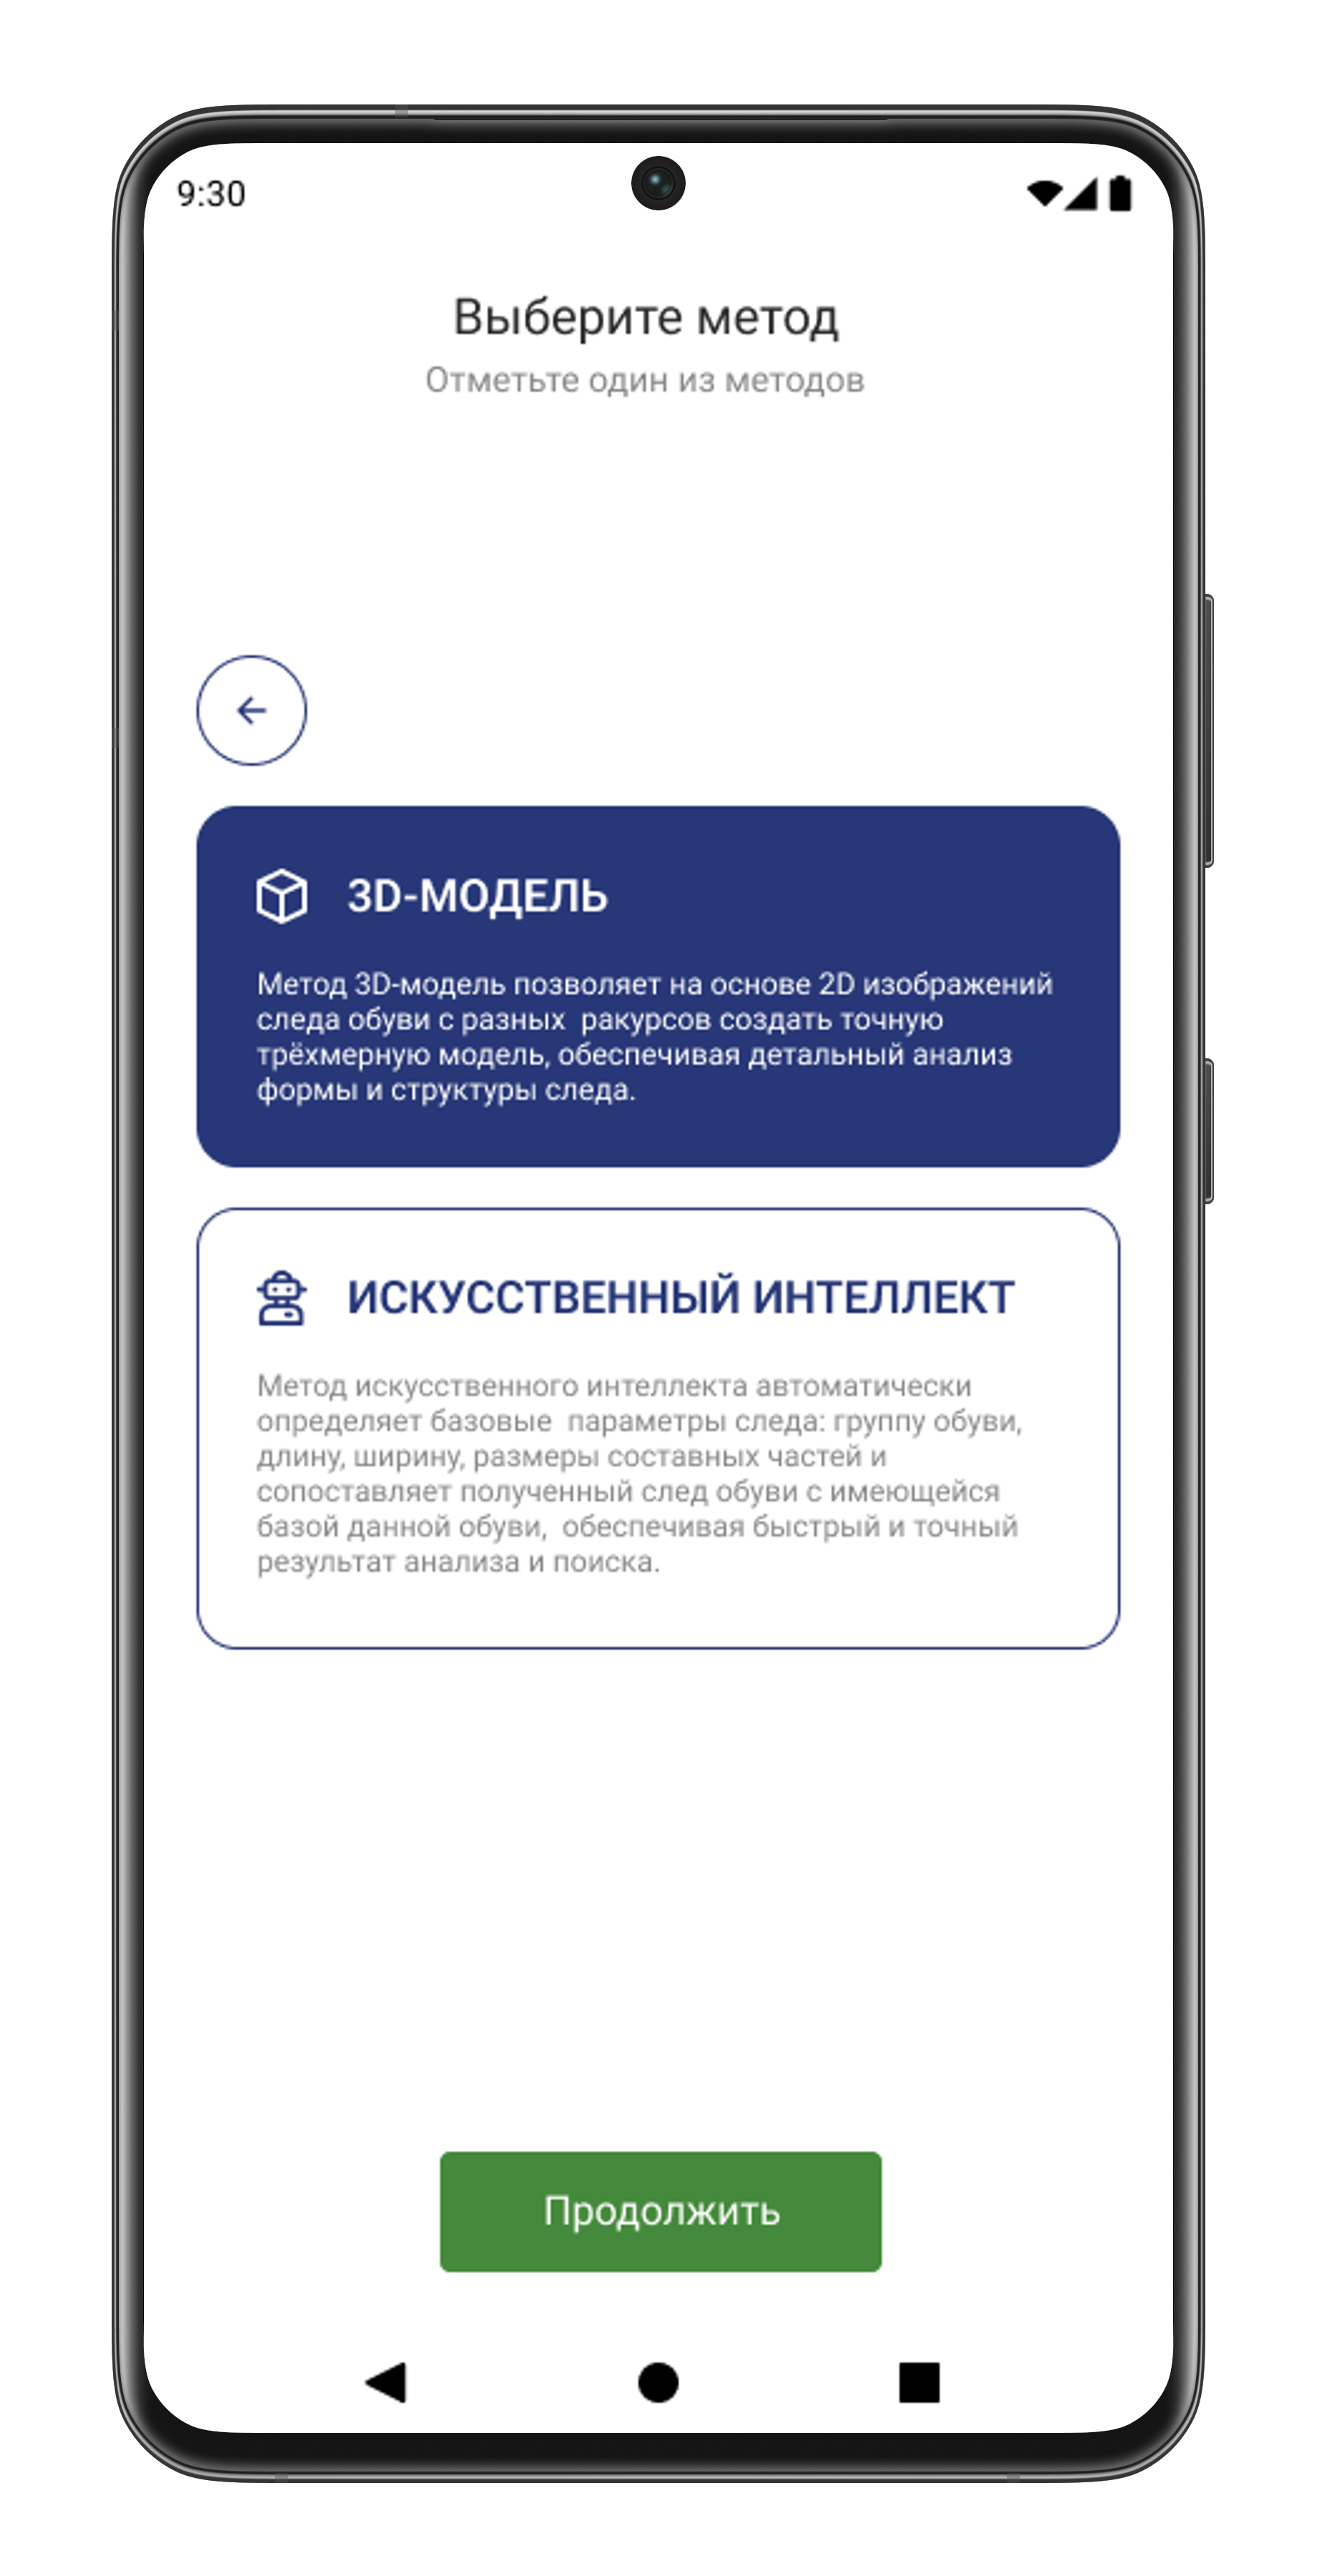 9:30
Выберите метод
Отметьте один из методов
3D-МОДЕЛЬ
Метод 3D-модель позволяет на основе 2D изображений
следа обуви с разных  ракурсов создать точную
трёхмерную модель, обеспечивая детальный анализ
формы и структуры следа.
ИСКУССТВЕННЫЙ ИНТЕЛЛЕКТ
Метод искусственного интеллекта автоматически
определяет базовые  параметры следа: группу обуви,
длину, ширину, размеры составных частей и
сопоставляет полученный след обуви с имеющейся
базой данной обуви,  обеспечивая быстрый и точный
результат анализа и поиска.
Продолжить